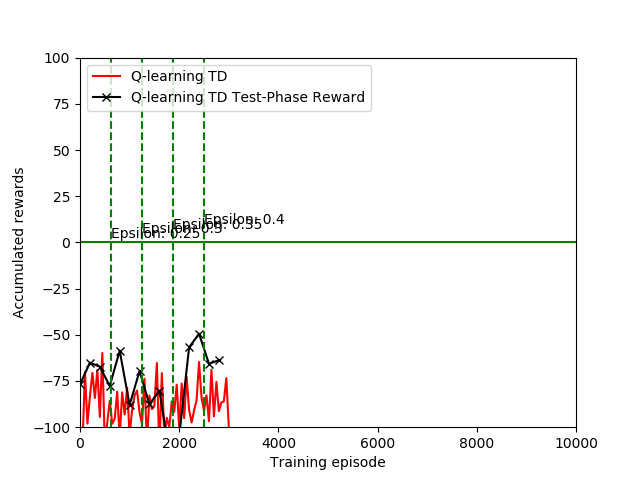 Q-learning TD
Q-learning TD Test-Phase Reward
Accumulated rewards
100
75
50
25
0
−25
−50
−75
−100
Epsilon: 0.25
Epsilon: 0.3
Epsilon: 0.35
Epsilon: 0.4
0
2000
4000
6000
8000
10000
Training episode